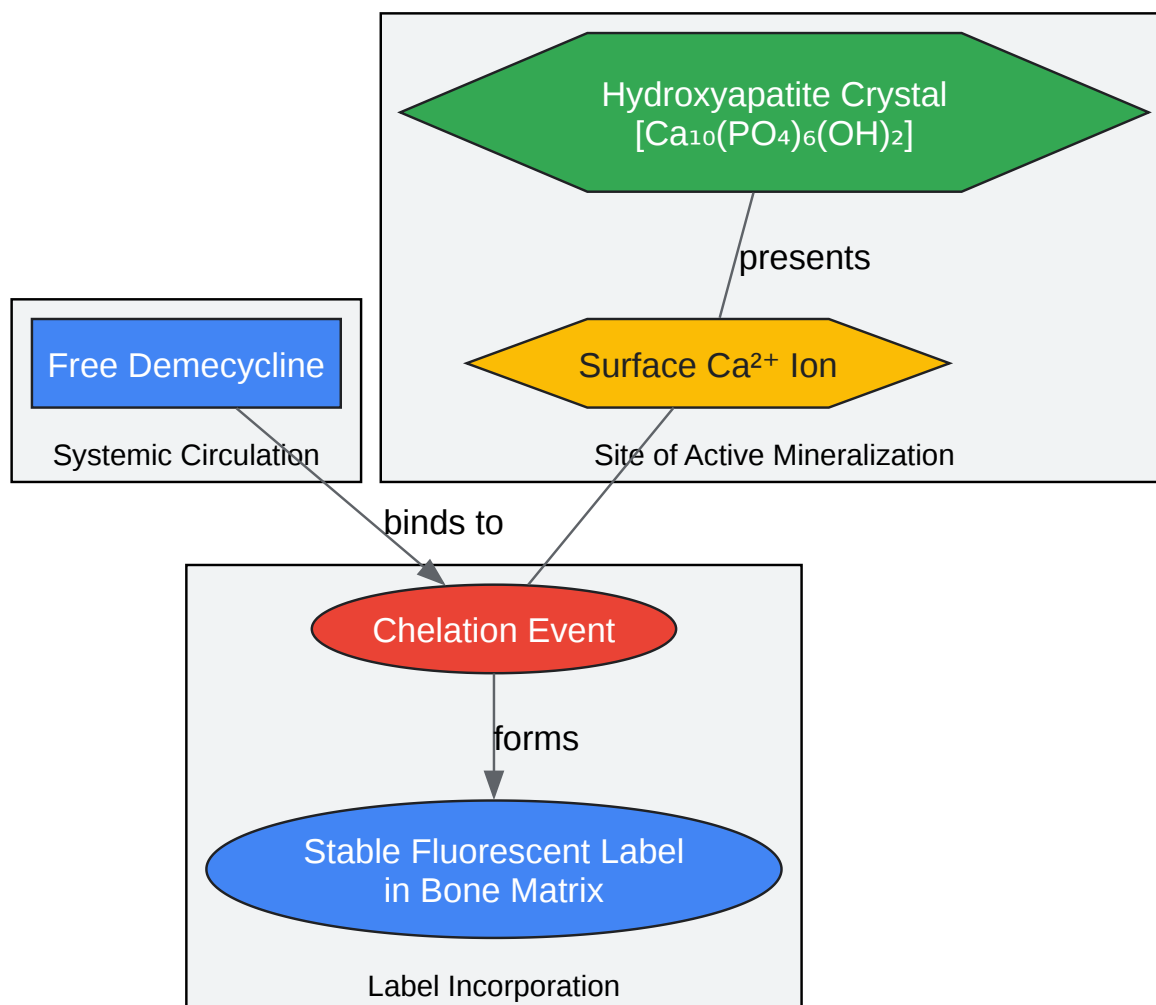 Hydroxyapatite Crystal
[Ca₁₀(PO₄)₆(OH)₂]
presents
Free Demecycline
Surface Ca²⁺ Ion
Systemic Circulation
Site of Active Mineralization
binds to
Chelation Event
forms
Stable Fluorescent Label
in Bone Matrix
Label Incorporation